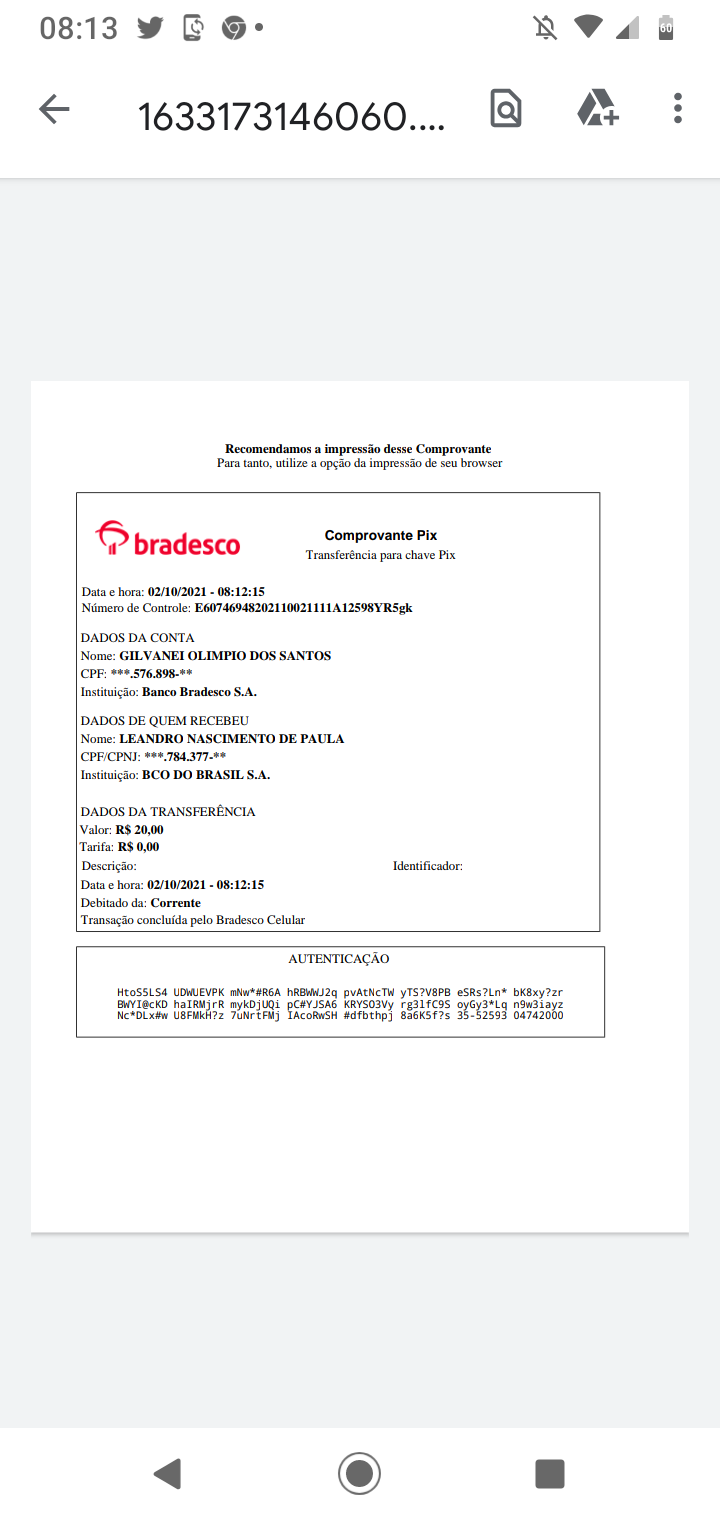 08:13
60
1633173146060....
Recomendamos a impressão desse Comprovante
Para tanto, utilize a opção da impressão de seu browser
bradesco
Comprovante Pix
Transferência para chave Pix
Data e hora: 02/10/2021 - 08:12:15
Número de Controle: E60746948202110021111A12598YR5gk
DADOS DA CONTA
Nome: GILVANEI OLIMPIO DOS SANTOS
CPF: ***.576.898-**
Instituição: Banco Bradesco S.A.
DADOS DE QUEM RECEBEU
Nome: LEANDRO NASCIMENTO DE PAULA
CPF/CPNJ: ***.784.377-**
Instituição: BCO DO BRASIL S.A.
DADOS DA TRANSFERÊNCIA
Valor: R$ 20,00
Tarifa: R$ 0,00
Descrição: Identificador:
Data e hora: 02/10/2021 - 08:12:15
Debitado da: Corrente
Transação concluída pelo Bradesco Celular
AUTENTICAÇÃO
HtoS5LS4 UDWUEVPK mNw*#R6A hRBWWJ2q pvAtNcTW yTS?V8PB eSRs?Ln* bK8xy?zr
BWYI@cKD haIRMjrR mykDjUQi pC#YJSA6 KRYSO3Vy rg3lfC9S oyGy3*Lq n9w3iayz
Nc*DLx#w U8FMkH?z 7uNrtFMj IAcoRwSH #dfbthpj 8a6K5f?s 35-52593 04742000